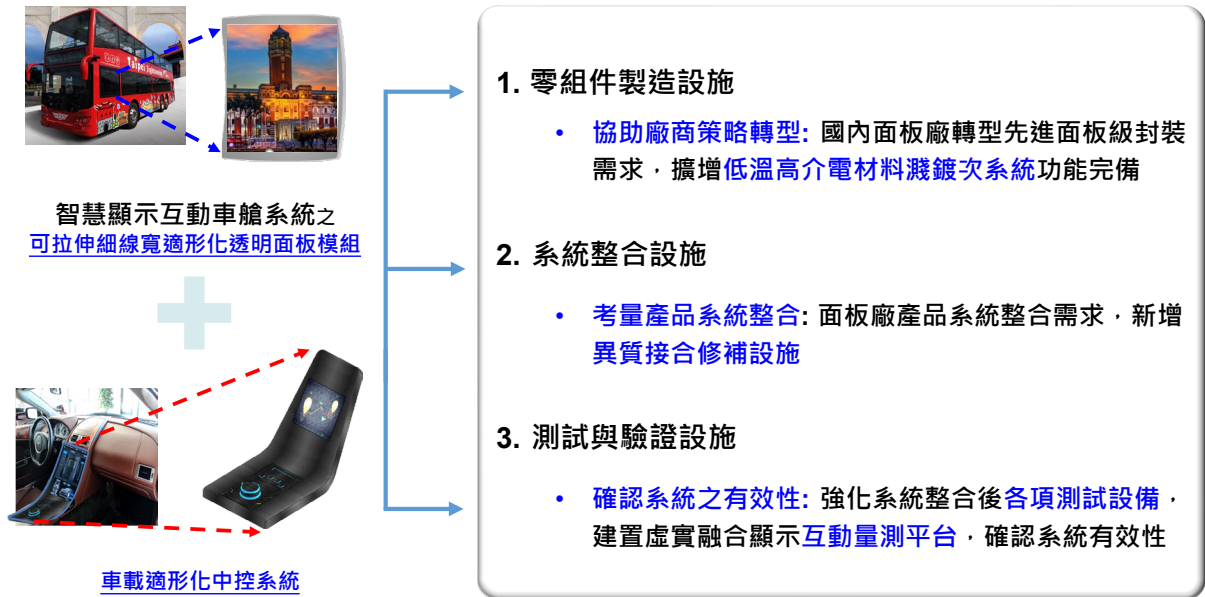 Taipei Sightseeing
智慧顯示互動車艙系統之
可拉伸細線寬適形化透明面板模組
車載適形化中控系統
1. 零組件製造設施
• 協助廠商策略轉型: 國內面板廠轉型先進面板級封裝
需求，擴增低溫高介電材料濺鍍次系統功能完備
2. 系統整合設施
• 考量產品系統整合: 面板廠產品系統整合需求，新增
異質接合修補設施
3. 測試與驗證設施
• 確認系統之有效性: 強化系統整合後各項測試設備，
建置虛實融合顯示互動量測平台，確認系統有效性